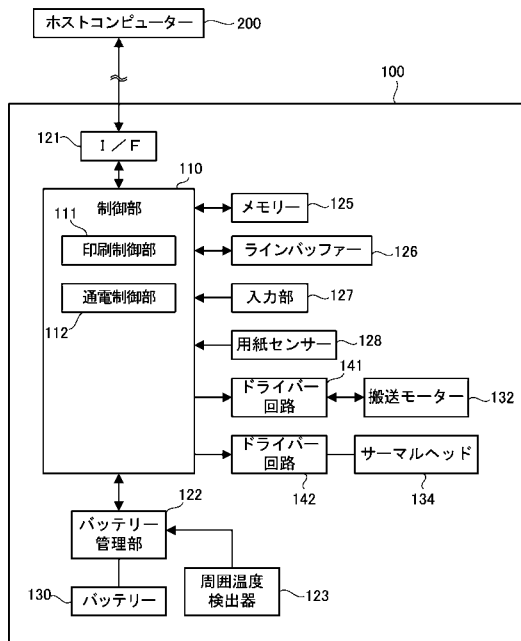 ホストコンピューター
200
100
121
I／F
110
制御部
メモリー
125
111
印刷制御部
ラインバッファー
126
通電制御部
入力部
127
112
用紙センサー
128
141
ドライバー
回路
搬送モーター
132
ドライバー
回路
サーマルヘッド
142
134
122
バッテリー
管理部
130
バッテリー
周囲温度
検出器
123